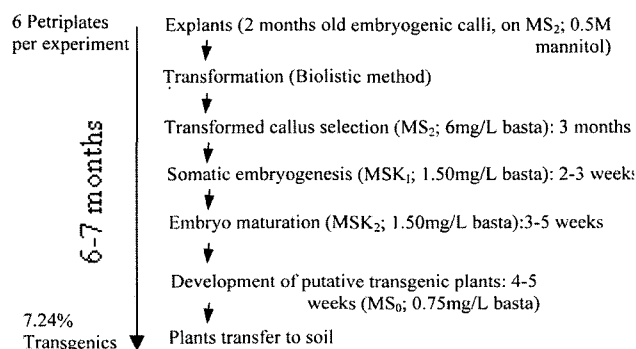 6 Petriplates
per experiment
Explants (2 months old embryogenic calli, on MS₂; 0.5M
mannitol)
Transformation (Biolistic method)
Transformed callus selection (MS₂; 6mg/L basta): 3 months
Somatic embryogenesis (MSK₁; 1.50mg/L basta): 2-3 weeks
Embryo maturation (MSK₂; 1.50mg/L basta):3-5 weeks
Development of putative transgenic plants: 4-5
weeks (MS₀; 0.75mg/L basta)
Plants transfer to soil
6-7 months
7.24%
Transgenics